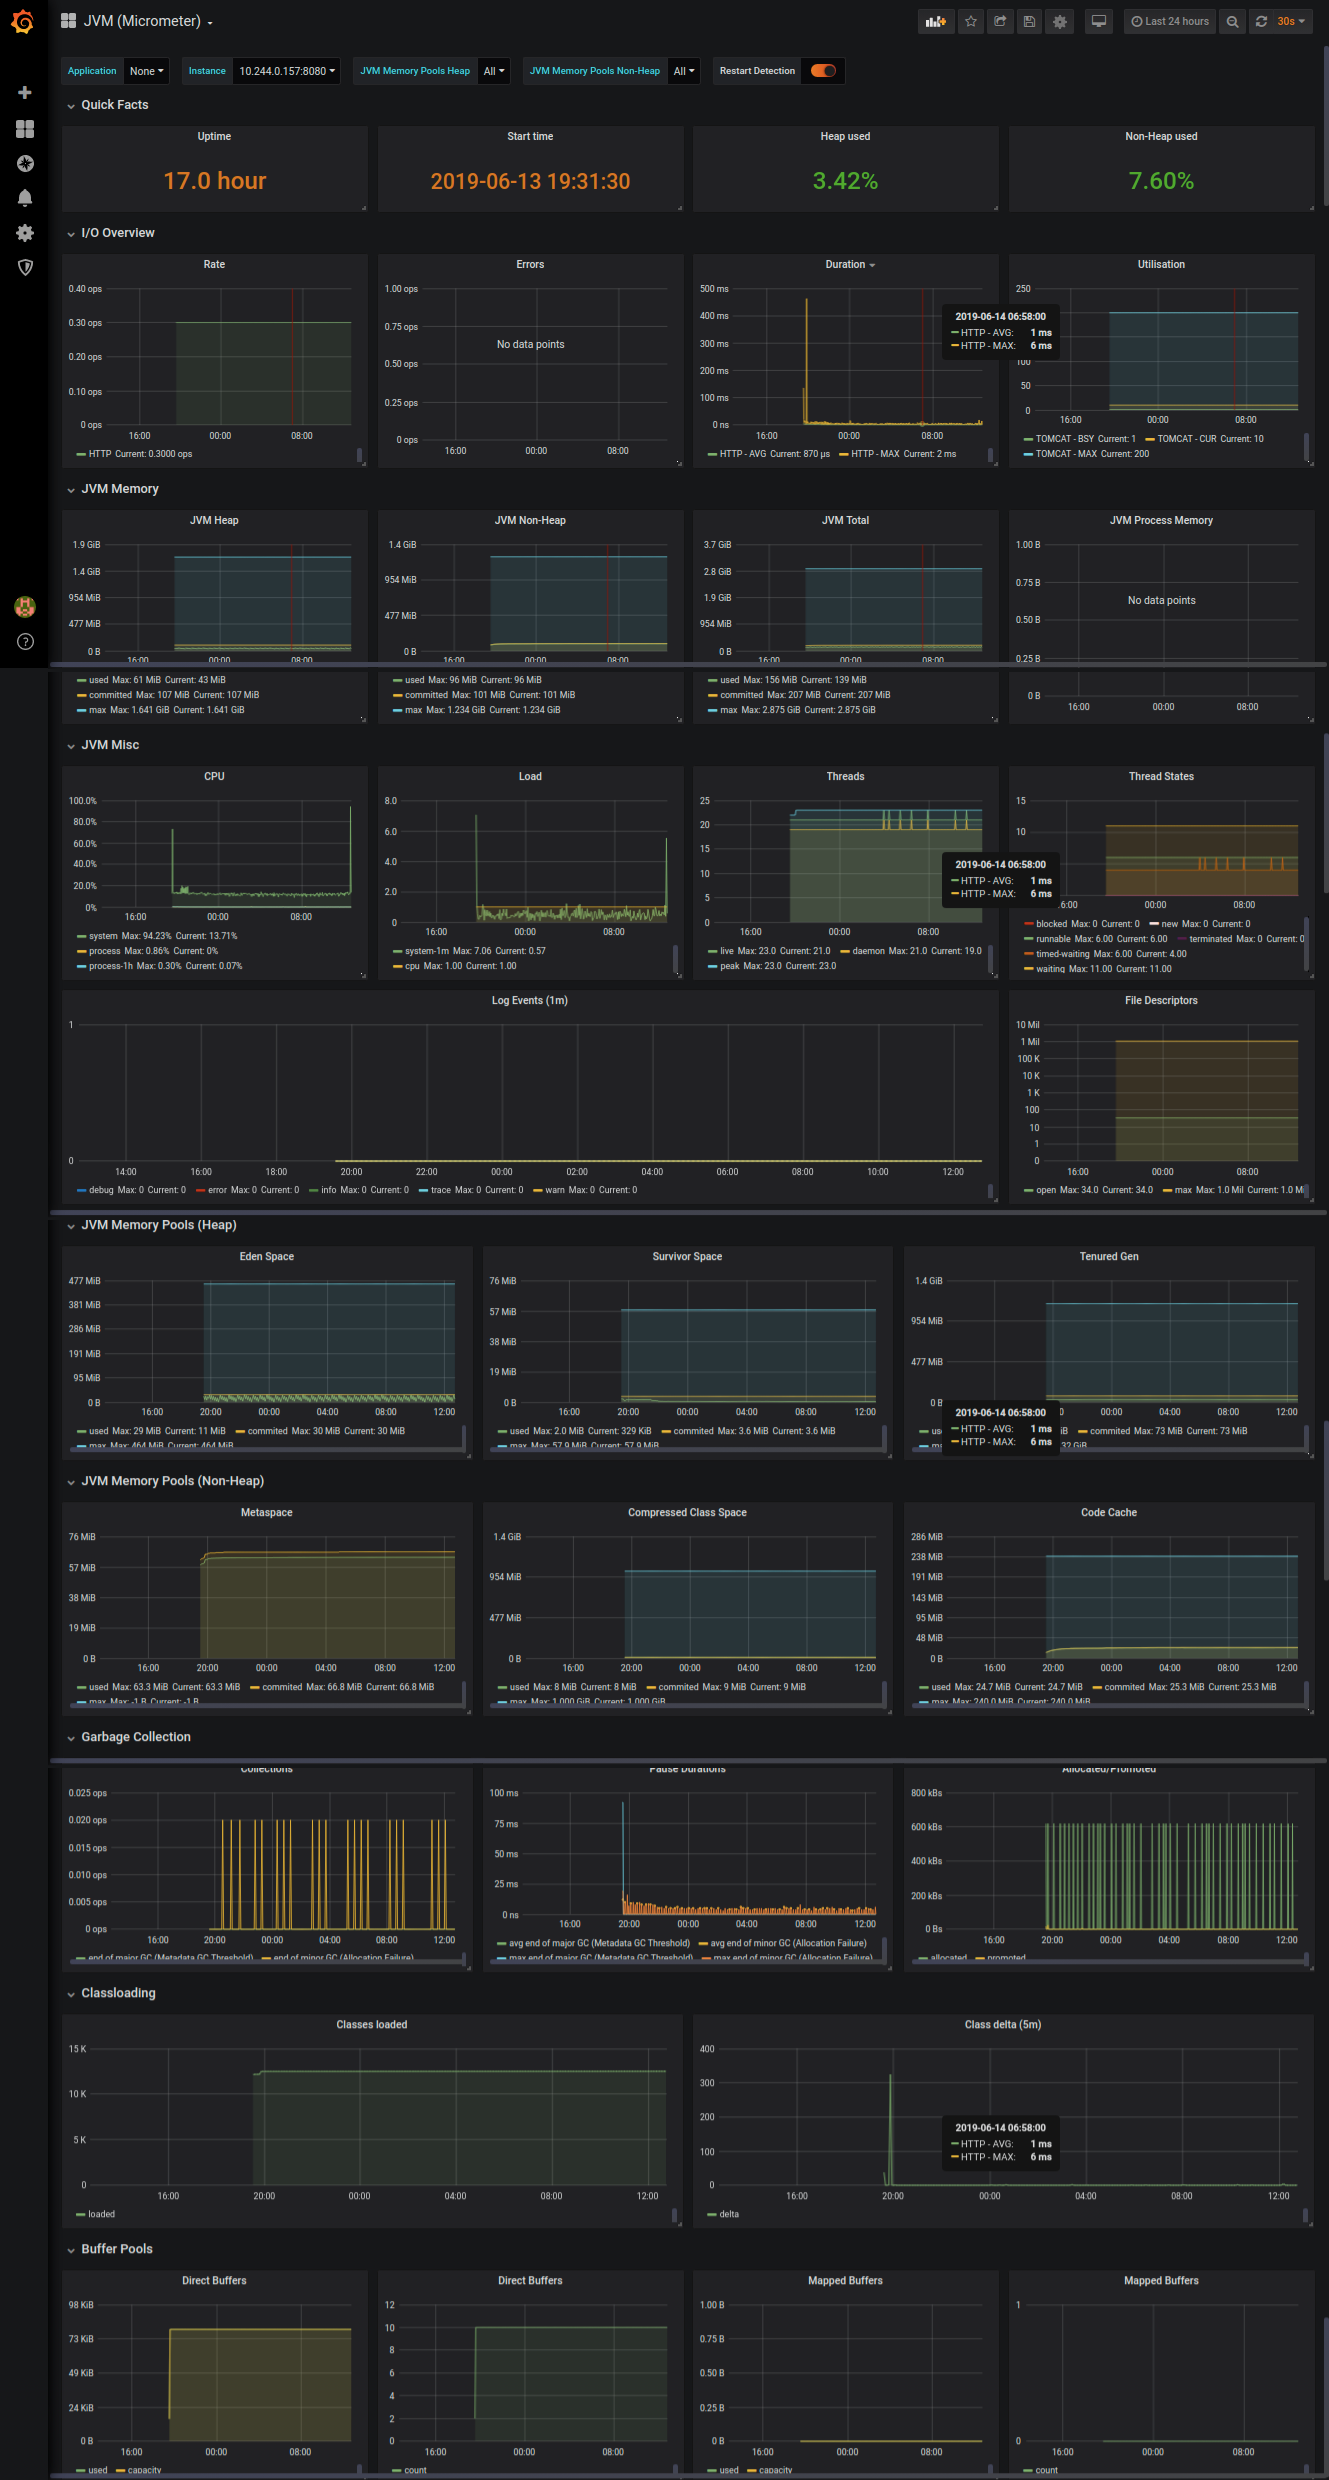 JVM (Micrometer)
Last 24 hours 30s
Application None Instance 10.244.0.157:8080 JVM Memory Pools Heap All JVM Memory Pools Non-Heap All Restart Detection
Quick Facts
Uptime
17.0 hour
Start time
2019-06-13 19:31:30
Heap used
3.42%
Non-Heap used
7.60%
I/O Overview
Rate
0.40 ops
0.30 ops
0.20 ops
0.10 ops
0 ops
16:00 00:00 08:00
HTTP Current: 0.3000 ops
Errors
1.00 ops
0.75 ops
No data points
0.50 ops
0.25 ops
0 ops
16:00 00:00 08:00
Duration
500 ms
400 ms
300 ms
200 ms
100 ms
0 ns
16:00 00:00 08:00
HTTP - AVG Current: 870 µs HTTP - MAX Current: 2 ms
2019-06-14 06:58:00
HTTP - AVG: 1 ms
HTTP - MAX: 6 ms
Utilisation
250
100
50
0
16:00 00:00 08:00
TOMCAT - BSY Current: 1 TOMCAT - CUR Current: 10
TOMCAT - MAX Current: 200
JVM Memory
JVM Heap
1.9 GiB
1.4 GiB
954 MiB
477 MiB
0 B
16:00 00:00 08:00
used Max: 61 MiB Current: 43 MiB
committed Max: 107 MiB Current: 107 MiB
max Max: 1.641 GiB Current: 1.641 GiB
JVM Non-Heap
1.4 GiB
954 MiB
477 MiB
0 B
16:00 00:00 08:00
used Max: 96 MiB Current: 96 MiB
committed Max: 101 MiB Current: 101 MiB
max Max: 1.234 GiB Current: 1.234 GiB
JVM Total
3.7 GiB
2.8 GiB
1.9 GiB
954 MiB
0 B
16:00 00:00 08:00
used Max: 156 MiB Current: 139 MiB
committed Max: 207 MiB Current: 207 MiB
max Max: 2.875 GiB Current: 2.875 GiB
JVM Process Memory
1.00 B
0.75 B
No data points
0.50 B
0.25 B
0 B
16:00 00:00 08:00
JVM Misc
CPU
100.0%
80.0%
60.0%
40.0%
20.0%
0%
16:00 00:00 08:00
system Max: 94.23% Current: 13.71%
process Max: 0.86% Current: 0%
process-1h Max: 0.30% Current: 0.07%
Load
8.0
6.0
4.0
2.0
0
16:00 00:00 08:00
system-1m Max: 7.06 Current: 0.57
cpu Max: 1.00 Current: 1.00
Threads
25
20
15
10
5
0
16:00 00:00 08:00
live Max: 23.0 Current: 21.0 daemon Max: 21.0 Current: 19.0
peak Max: 23.0 Current: 23.0
2019-06-14 06:58:00
HTTP - AVG: 1 ms
HTTP - MAX: 6 ms
Thread States
15
10
6:00 00:00 08:00
blocked Max: 0 Current: 0 new Max: 0 Current: 0
runnable Max: 6.00 Current: 6.00 terminated Max: 0 Current: 0
timed-waiting Max: 6.00 Current: 4.00
waiting Max: 11.00 Current: 11.00
Log Events (1m)
1
0
14:00 16:00 18:00 20:00 22:00 00:00 02:00 04:00 06:00 08:00 10:00 12:00
debug Max: 0 Current: 0 error Max: 0 Current: 0 info Max: 0 Current: 0 trace Max: 0 Current: 0 warn Max: 0 Current: 0
File Descriptors
10 Mil
1 Mil
100 K
10 K
1 K
100
10
1
0
16:00 00:00 08:00
open Max: 34.0 Current: 34.0 max Max: 1.0 Mil Current: 1.0 Mi
JVM Memory Pools (Heap)
Eden Space
477 MiB
381 MiB
286 MiB
191 MiB
95 MiB
0 B
16:00 20:00 00:00 04:00 08:00 12:00
used Max: 29 MiB Current: 11 MiB commited Max: 30 MiB Current: 30 MiB
max Max: 464 MiB Current: 464 MiB
Survivor Space
76 MiB
57 MiB
38 MiB
19 MiB
0 B
16:00 20:00 00:00 04:00 08:00 12:00
used Max: 2.0 MiB Current: 329 KiB commited Max: 3.6 MiB Current: 3.6 MiB
max Max: 57.9 MiB Current: 57.9 MiB
Tenured Gen
1.4 GiB
954 MiB
477 MiB
0 B
00:00 04:00 08:00 12:00
us iB commited Max: 73 MiB Current: 73 MiB
32 GiB
2019-06-14 06:58:00
HTTP - AVG: 1 ms
HTTP - MAX: 6 ms
JVM Memory Pools (Non-Heap)
Metaspace
76 MiB
57 MiB
38 MiB
19 MiB
0 B
16:00 20:00 00:00 04:00 08:00 12:00
used Max: 63.3 MiB Current: 63.3 MiB commited Max: 66.8 MiB Current: 66.8 MiB
max Max: -1 B Current: -1 B
Compressed Class Space
1.4 GiB
954 MiB
477 MiB
0 B
16:00 20:00 00:00 04:00 08:00 12:00
used Max: 8 MiB Current: 8 MiB commited Max: 9 MiB Current: 9 MiB
max Max: 1.000 GiB Current: 1.000 GiB
Code Cache
286 MiB
238 MiB
191 MiB
143 MiB
95 MiB
48 MiB
0 B
16:00 20:00 00:00 04:00 08:00 12:00
used Max: 24.7 MiB Current: 24.7 MiB commited Max: 25.3 MiB Current: 25.3 MiB
max Max: 240.0 MiB Current: 240.0 MiB
Garbage Collection
Collections
0.025 ops
0.020 ops
0.015 ops
0.010 ops
0.005 ops
0 ops
16:00 20:00 00:00 04:00 08:00 12:00
end of major GC (Metadata GC Threshold) end of minor GC (Allocation Failure)
Pause Durations
100 ms
75 ms
50 ms
25 ms
0 ns
16:00 20:00 00:00 04:00 08:00 12:00
avg end of major GC (Metadata GC Threshold) avg end of minor GC (Allocation Failure)
max end of major GC (Metadata GC Threshold) max end of minor GC (Allocation Failure)
Allocated/Promoted
800 kBs
600 kBs
400 kBs
200 kBs
0 Bs
16:00 20:00 00:00 04:00 08:00 12:00
allocated promoted
Classloading
Classes loaded
15 K
10 K
5 K
0
16:00 20:00 00:00 04:00 08:00 12:00
loaded
Class delta (5m)
400
300
200
100
0
16:00 20:00 00:00 04:00 08:00 12:00
delta
2019-06-14 06:58:00
HTTP - AVG: 1 ms
HTTP - MAX: 6 ms
Buffer Pools
Direct Buffers
98 KiB
73 KiB
49 KiB
24 KiB
0 B
16:00 00:00 08:00
used capacity
Direct Buffers
12
10
8
6
4
2
0
16:00 00:00 08:00
count
Mapped Buffers
1.00 B
0.75 B
0.50 B
0.25 B
0 B
16:00 00:00 08:00
used capacity
Mapped Buffers
1
0
16:00 00:00 08:00
count